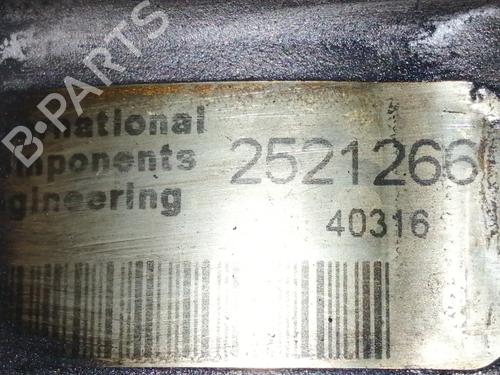 B-PARTS
national
mponents
gineering
2521266
40316